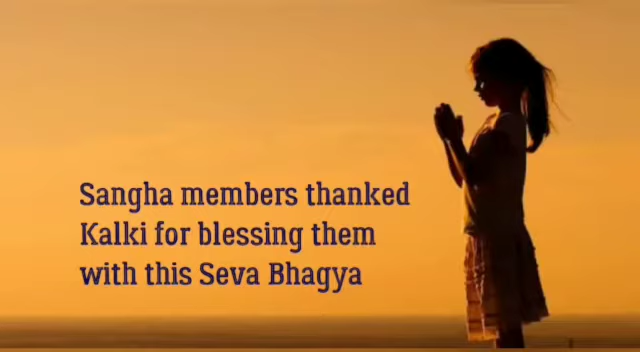 Sangha members thanked
Kalki for blessing them
with this Seva Bhagya